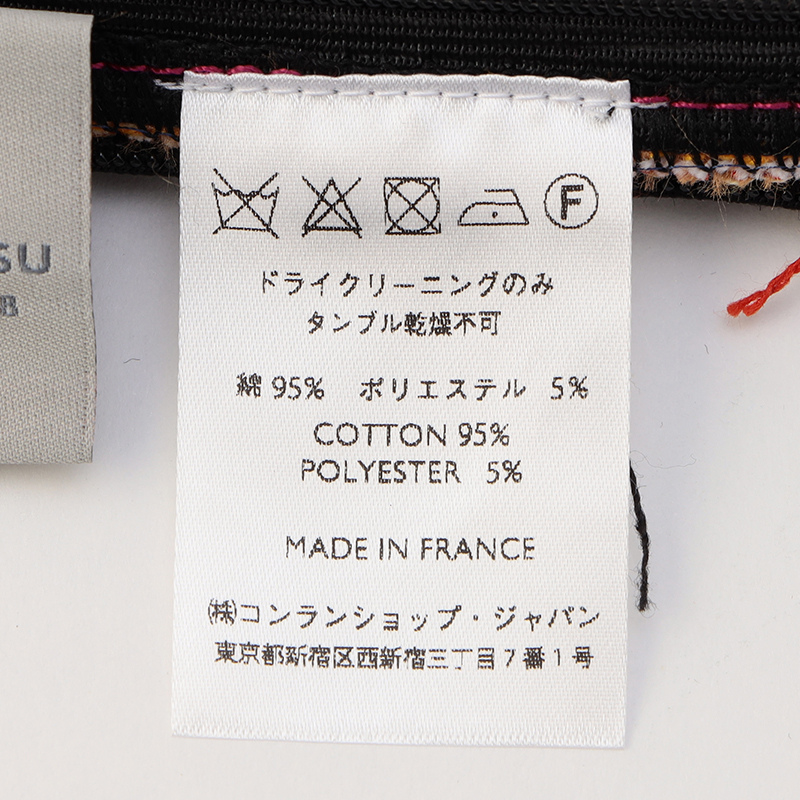 SU
F
ドライクリーニングのみ
タンブル乾燥不可
綿 95% ポリエステル 5%
COTTON 95%
POLYESTER 5%
MADE IN FRANCE
㈱コンランショップ・ジャパン
東京都新宿区西新宿三丁目7番1号